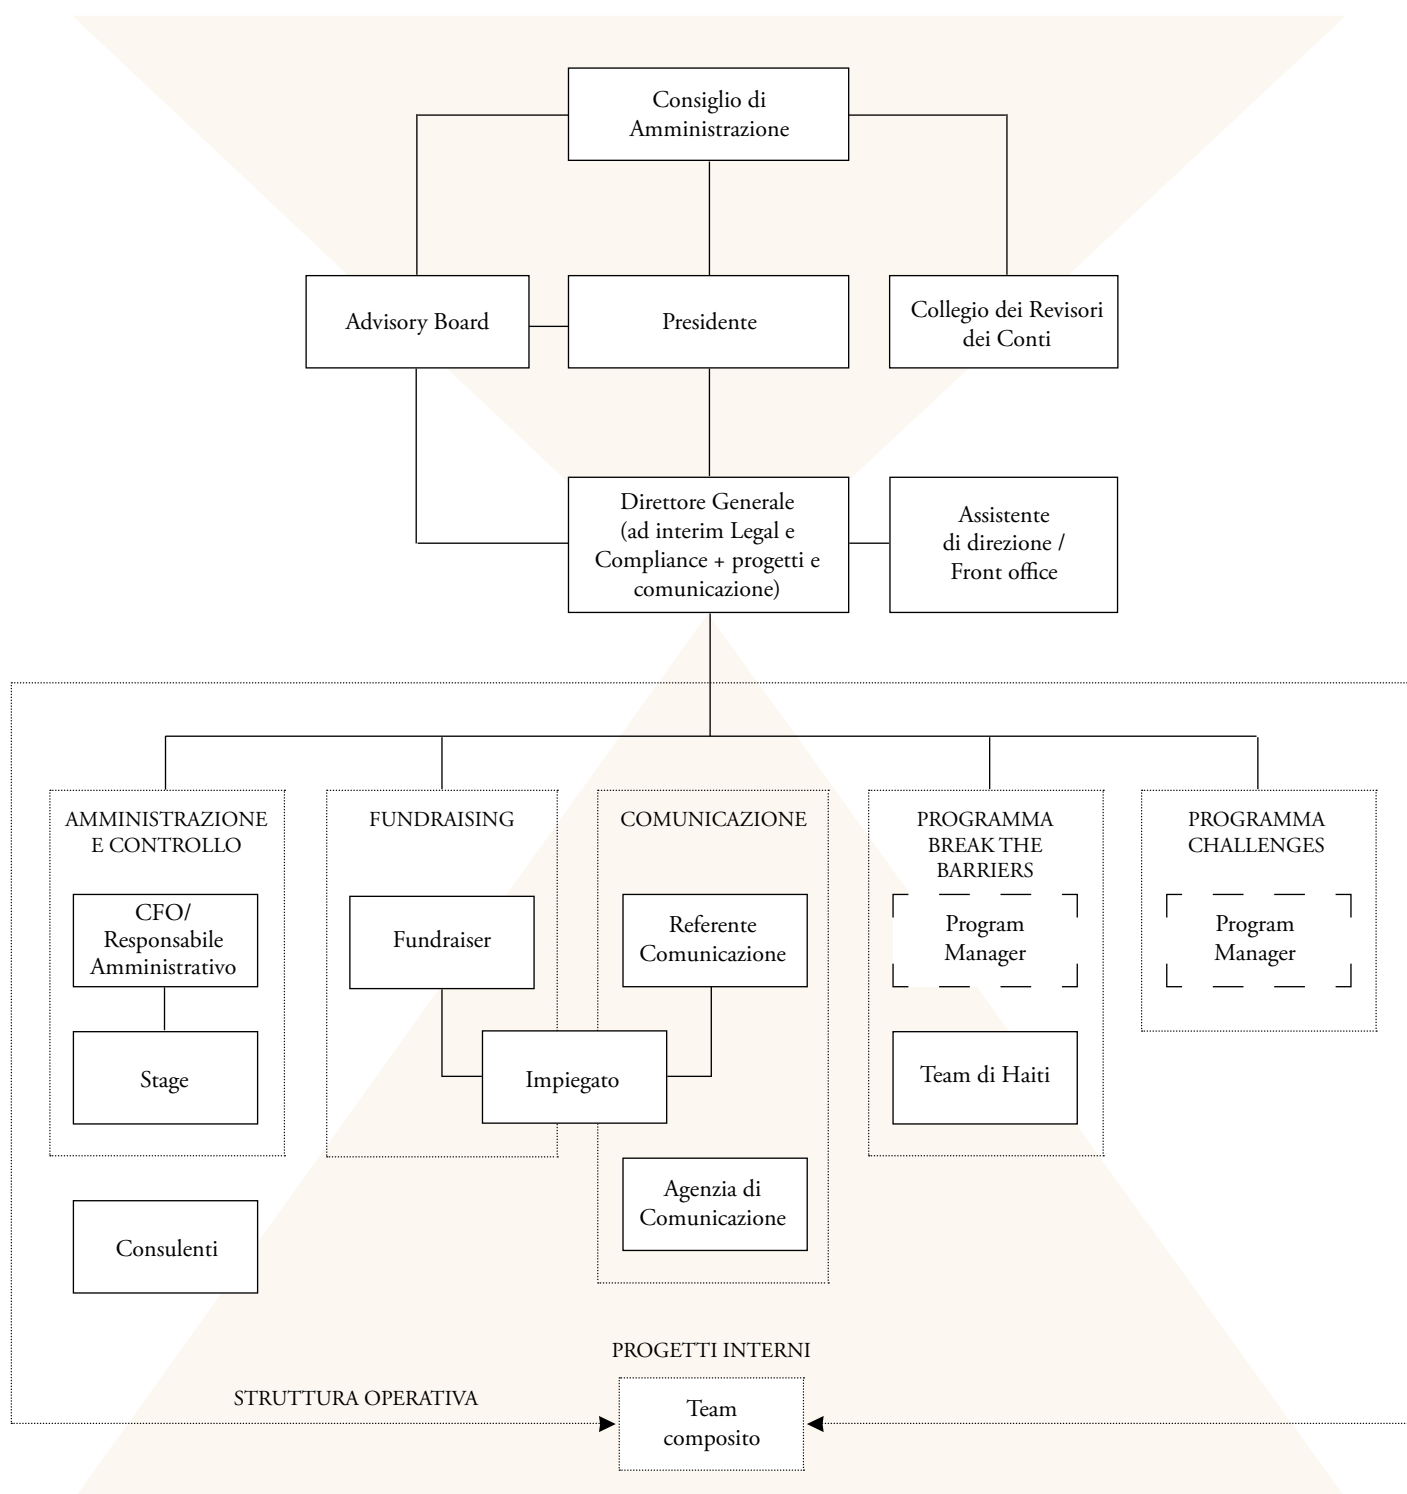 Consiglio di
Amministrazione
Advisory Board
Presidente
Collegio dei Revisori
dei Conti
Direttore Generale
(ad interim Legal e
Compliance + progetti e
comunicazione)
Assistente
di direzione /
Front office
AMMINISTRAZIONE
E CONTROLLO
CFO/
Responsabile
Amministrativo
Stage
Consulenti
FUNDRAISING
Fundraiser
Impiegato
COMUNICAZIONE
Referente
Comunicazione
Agenzia di
Comunicazione
PROGRAMMA
BREAK THE
BARRIERS
Program
Manager
Team di Haiti
PROGRAMMA
CHALLENGES
Program
Manager
PROGETTI INTERNI
STRUTTURA OPERATIVA
Team
composito